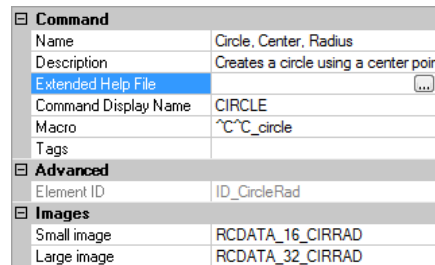 Command
Name Circle, Center, Radius
Description Creates a circle using a center poin
Extended Help File ...
Command Display Name CIRCLE
Macro ^C^C_circle
Tags
Advanced
Element ID ID_CircleRad
Images
Small image RCDATA_16_CIRRAD
Large image RCDATA_32_CIRRAD